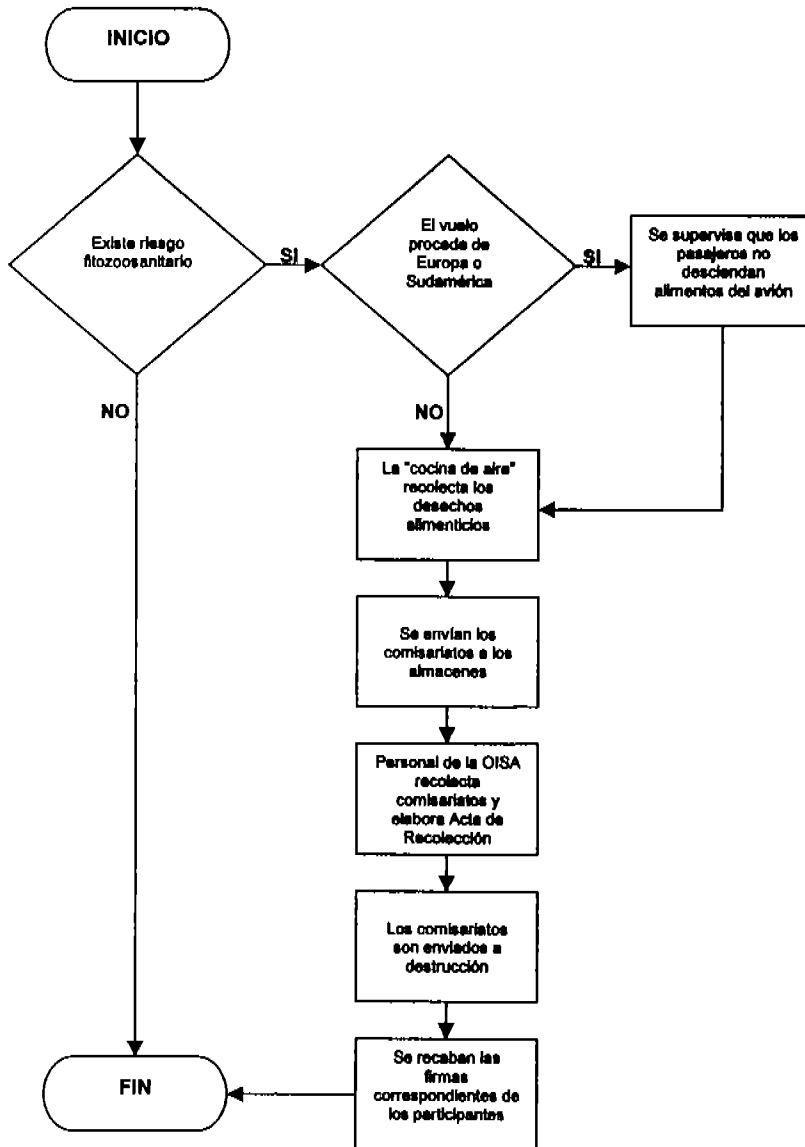 INICIO
Existe riesgo
fitozoosanitario
SI
El vuelo
procede de
Europa o
Sudamérica
SI
Se supervisa que los
pasajeros no
desciendan
alimentos del avión
NO
NO
La "cocina de aire"
recolecta los
desechos
alimenticios
Se envían los
comisariatos a los
almacenes
Personal de la OISA
recolecta
comisariatos y
elabora Acta de
Recolección
Los comisariatos
son enviados a
destrucción
Se recaban las
firmas
correspondientes de
los participantes
FIN